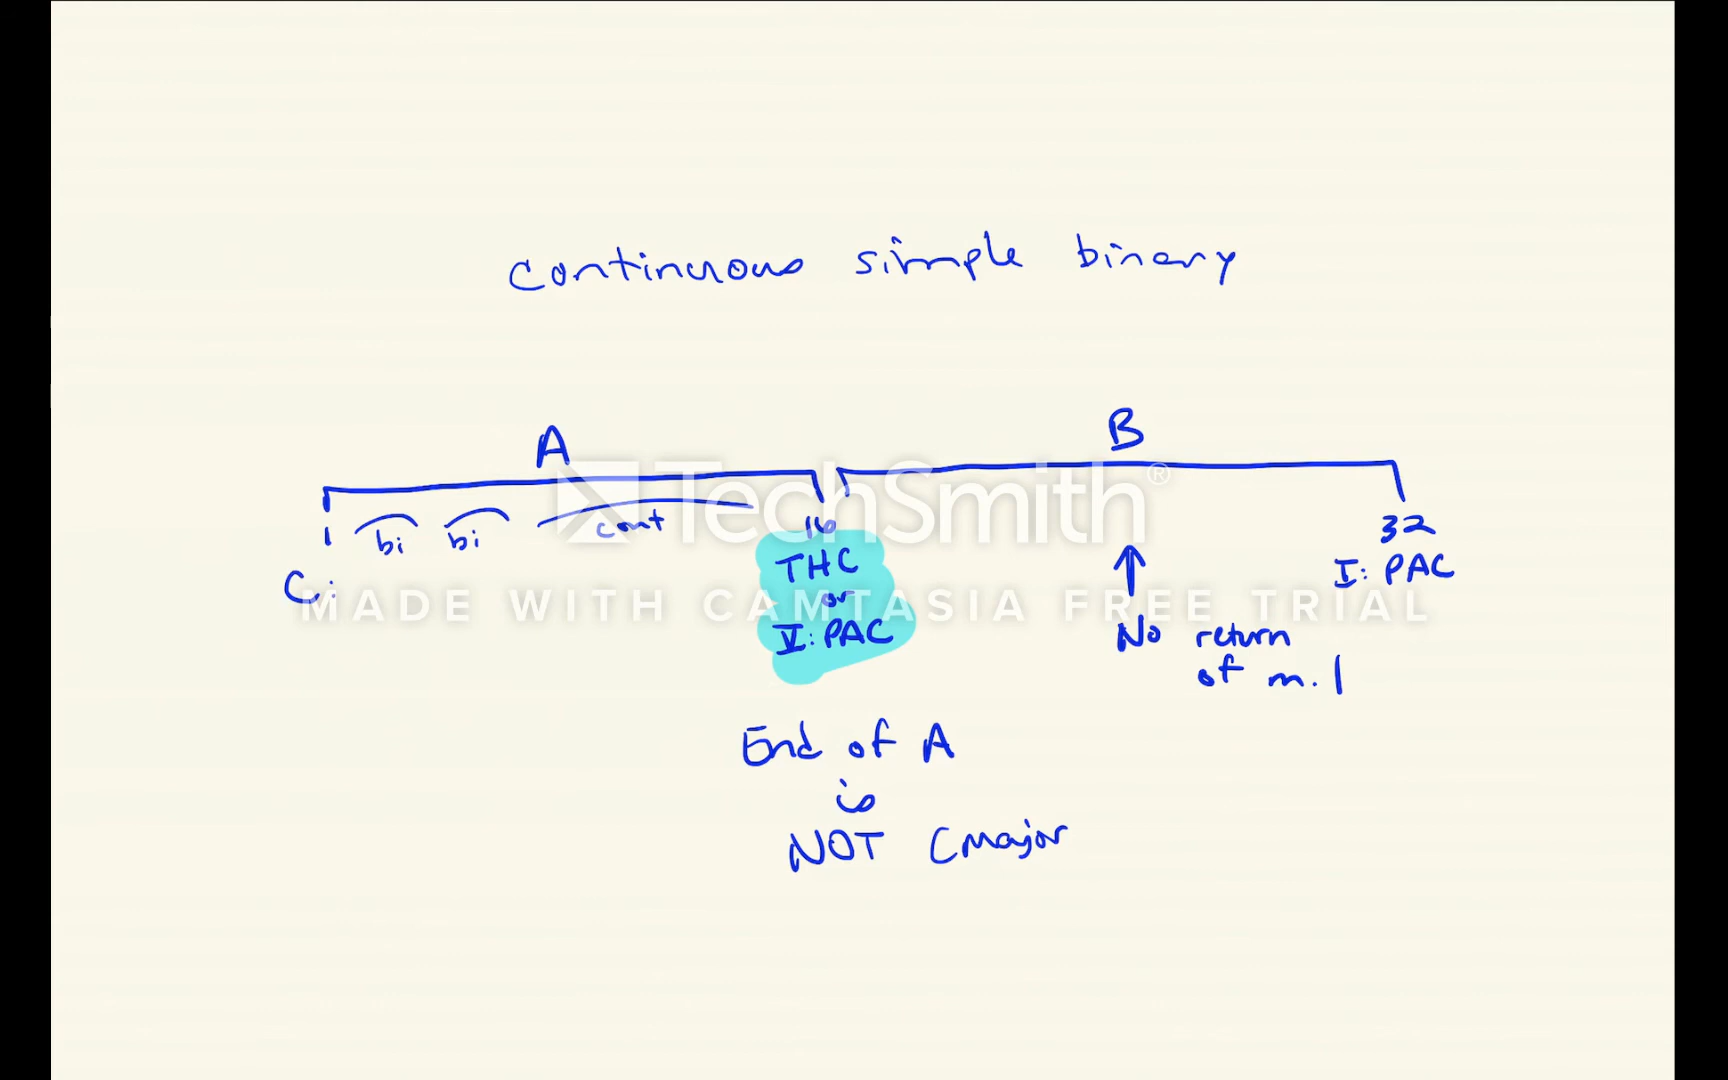 continuous simple binary
A
B
TechSmith®
1 bi bi cont 16
32
C:
THC
or
V: PAC
I: PAC
MADE WITH CAMTASIA FREE TRIAL
No return
of m. 1
End of A
is
NOT C major